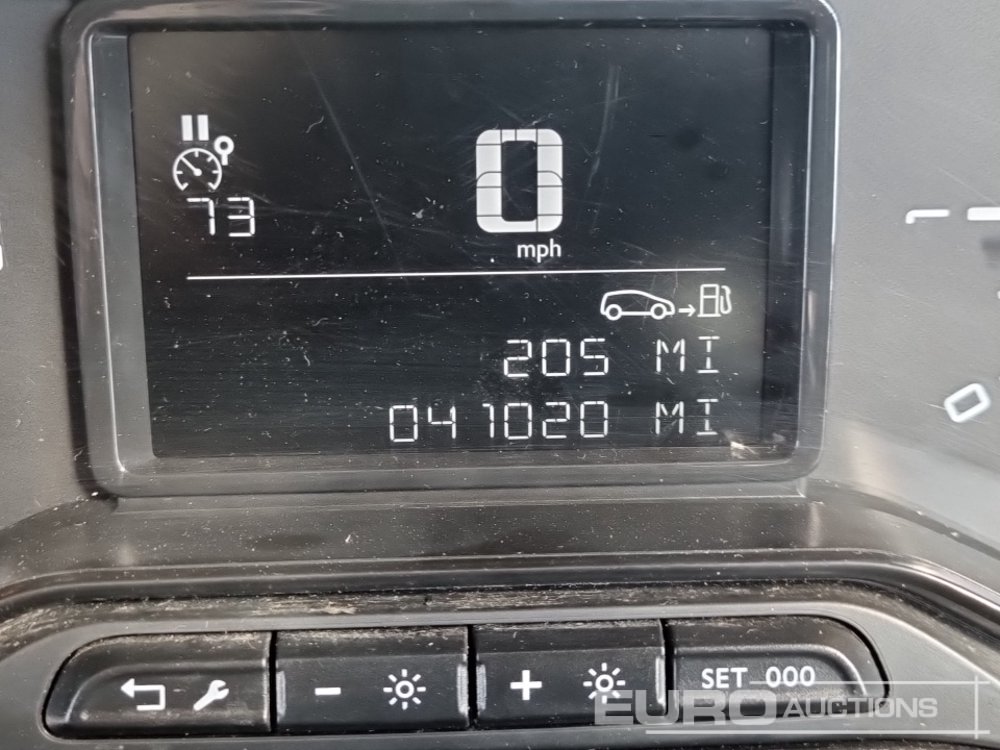 0
73
mph
205 MI
041020 MI
SET 000
EURO AUCTIONS